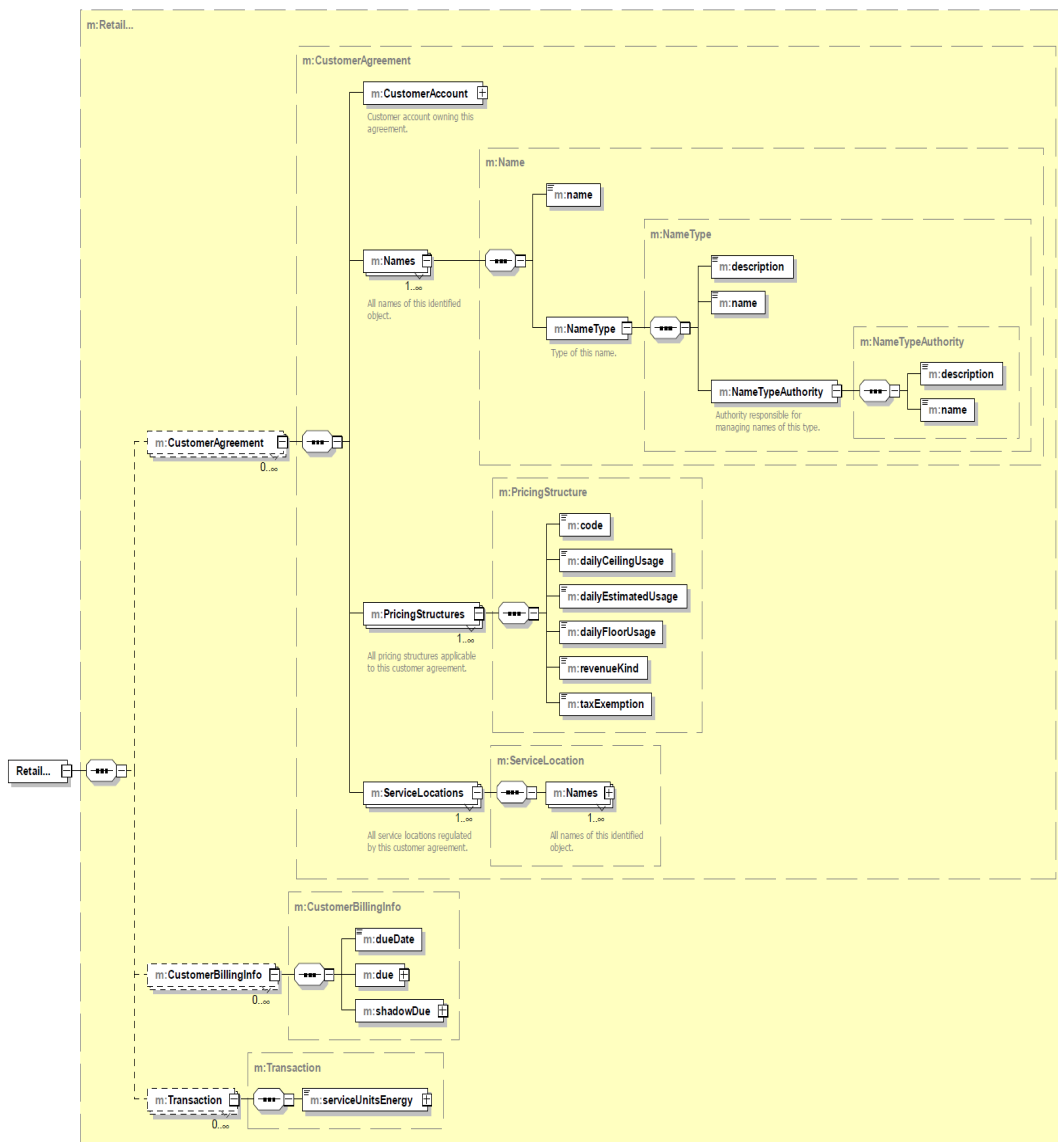 m:Retail...
m:CustomerAgreement
m:CustomerAccount
Customer account owning this
agreement.
m:Name
m:name
m:NameType
m:description
m:Names
1..∞
m:name
All names of this identified
object.
m:NameType
Type of this name.
m:NameTypeAuthority
m:description
m:NameTypeAuthority
m:name
Authority responsible for
managing names of this type.
m:CustomerAgreement
0..∞
m:PricingStructure
m:code
m:dailyCeilingUsage
m:dailyEstimatedUsage
m:PricingStructures
1..∞
m:dailyFloorUsage
All pricing structures applicable
to this customer agreement.
m:revenueKind
m:taxExemption
Retail...
m:ServiceLocation
m:ServiceLocations
1..∞
m:Names
1..∞
All service locations regulated
by this customer agreement.
All names of this identified
object.
m:CustomerBillingInfo
m:dueDate
m:CustomerBillingInfo
0..∞
m:due
m:shadowDue
m:Transaction
m:Transaction
0..∞
m:serviceUnitsEnergy